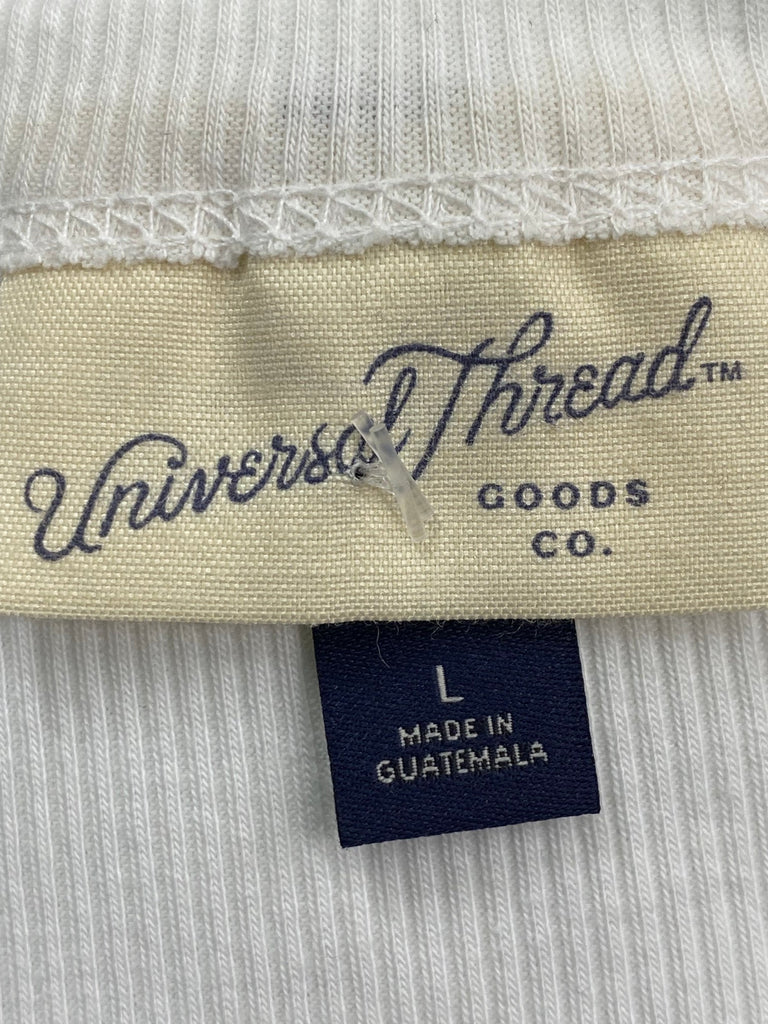 Universal Thread™
GOODS
CO.
L
MADE IN
GUATEMALA